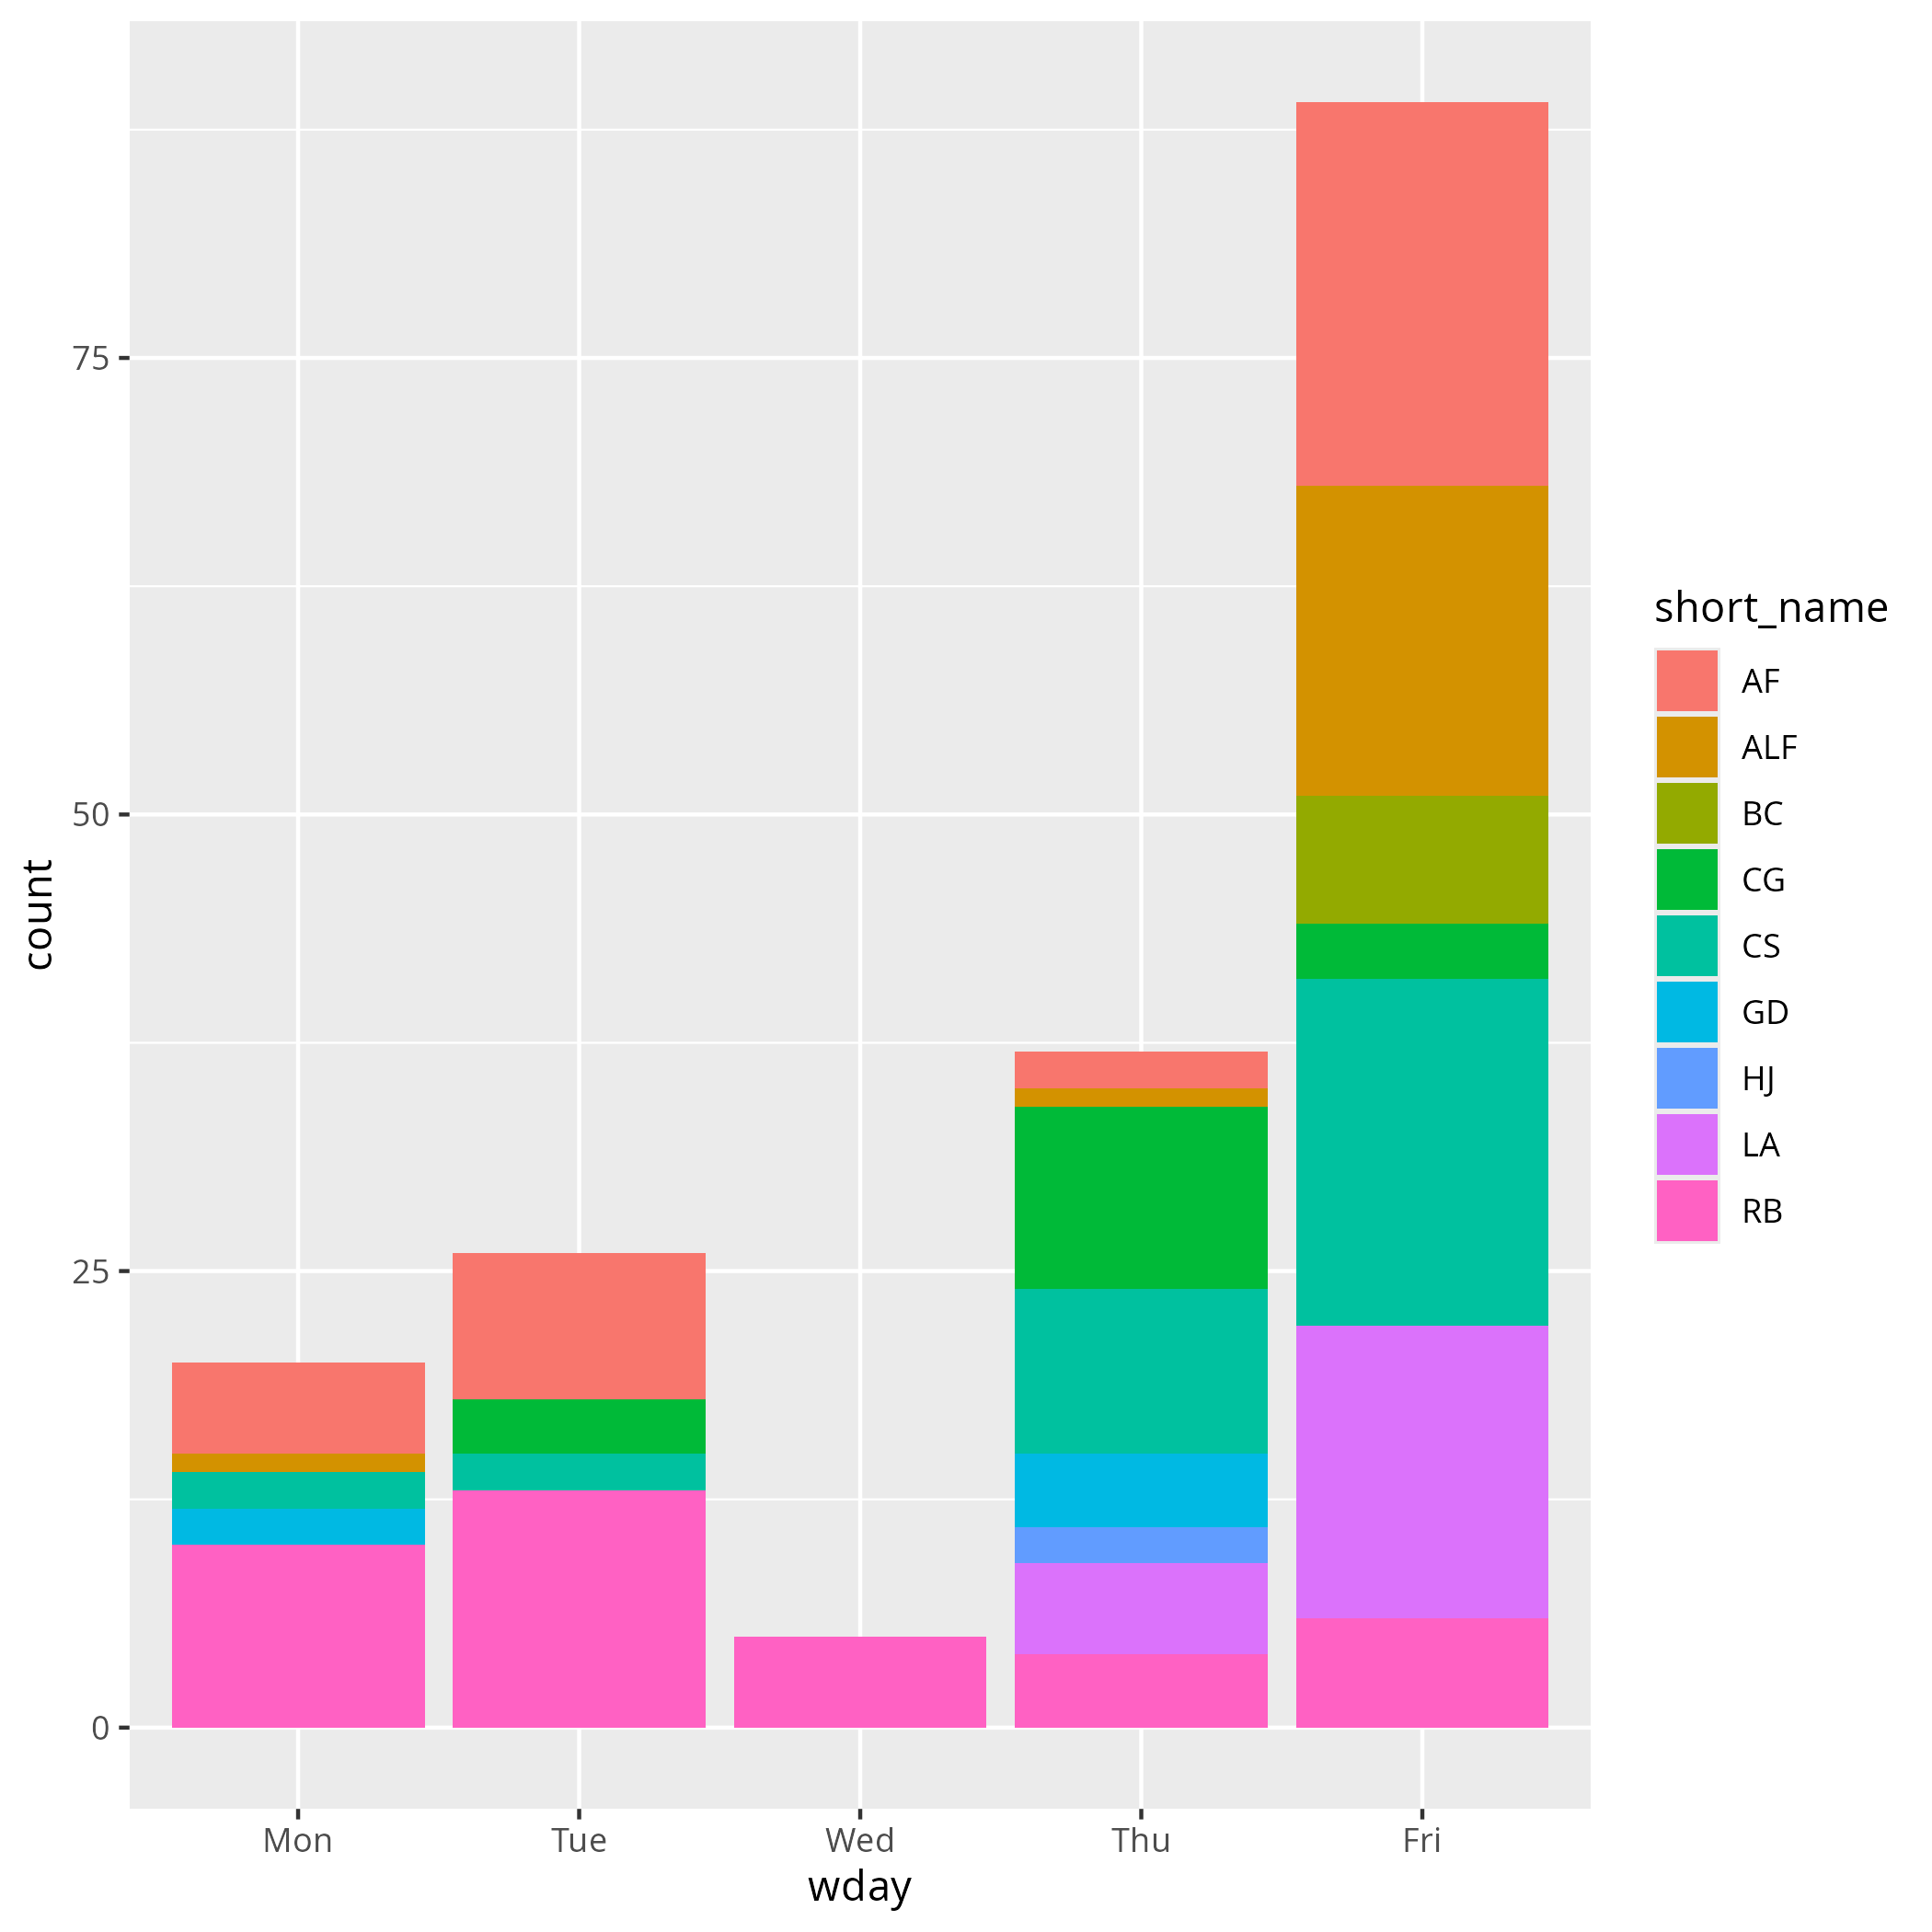 75
50
25
0
count
Mon Tue Wed Thu Fri
wday
short_name
AF
ALF
BC
CG
CS
GD
HJ
LA
RB